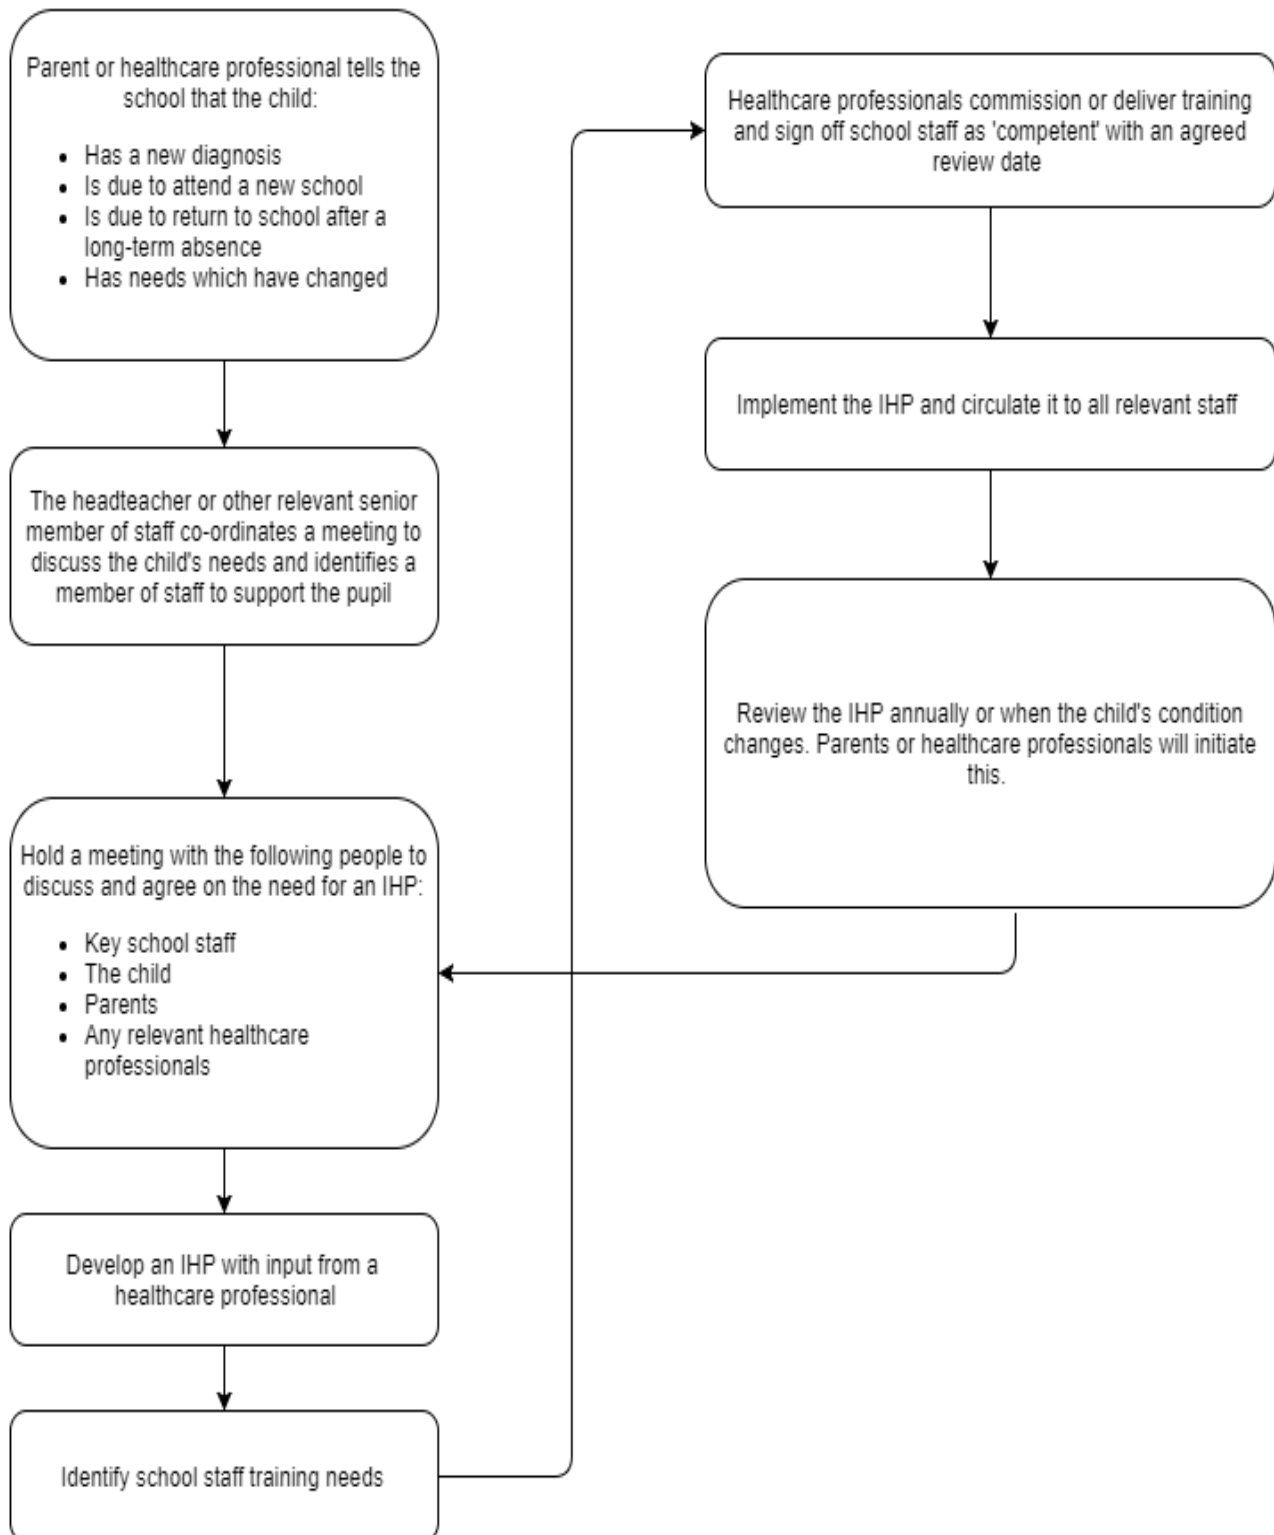 Parent or healthcare professional tells the
school that the child:
• Has a new diagnosis
• Is due to attend a new school
• Is due to return to school after a
long-term absence
• Has needs which have changed
The headteacher or other relevant senior
member of staff co-ordinates a meeting to
discuss the child's needs and identifies a
member of staff to support the pupil
Hold a meeting with the following people to
discuss and agree on the need for an IHP:
• Key school staff
• The child
• Parents
• Any relevant healthcare
professionals
Develop an IHP with input from a
healthcare professional
Identify school staff training needs
Healthcare professionals commission or deliver training
and sign off school staff as 'competent' with an agreed
review date
Implement the IHP and circulate it to all relevant staff
Review the IHP annually or when the child's condition
changes. Parents or healthcare professionals will initiate
this.